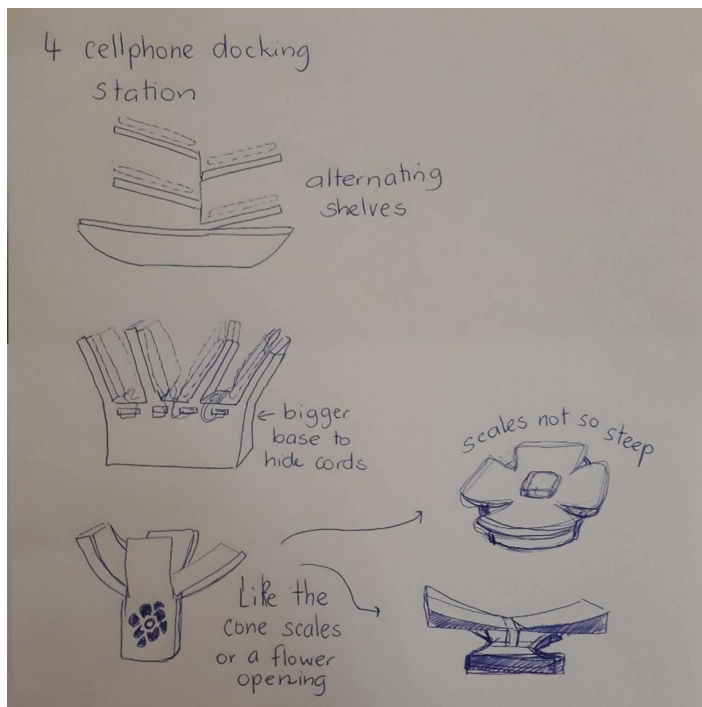 4 cellphone docking
station
alternating
shelves
← bigger
base to
hide cords
scales not so steep
Like the
cone scales
or a flower
opening